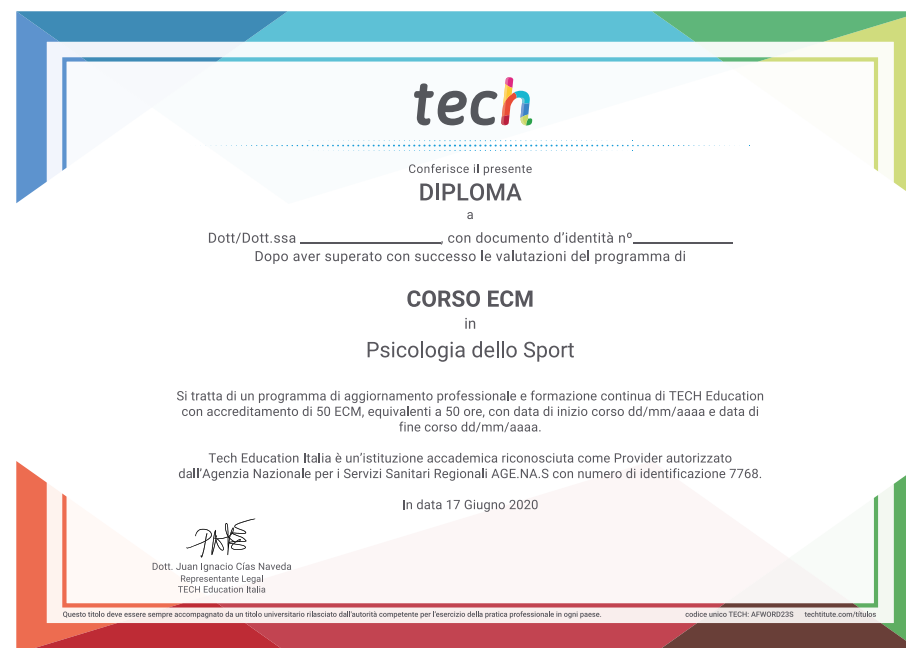 tech
Conferisce il presente
DIPLOMA
a
Dott/Dott.ssa ____________________, con documento d'identità nº______________
Dopo aver superato con successo le valutazioni del programma di
CORSO ECM
in
Psicologia dello Sport
Si tratta di un programma di aggiornamento professionale e formazione continua di TECH Education
con accreditamento di 50 ECM, equivalenti a 50 ore, con data di inizio corso dd/mm/aaaa e data di
fine corso dd/mm/aaaa.
Tech Education Italia è un'istituzione accademica riconosciuta come Provider autorizzato
dall'Agenzia Nazionale per i Servizi Sanitari Regionali AGE.NA.S con numero di identificazione 7768.
In data 17 Giugno 2020
Dott. Juan Ignacio Cías Naveda
Representante Legal
TECH Education Italia
Questo titolo deve essere sempre accompagnato da un titolo universitario rilasciato dall'autorità competente per l'esercizio della pratica professionale in ogni paese. codice unico TECH: AFWORD23S techtitute.com/titulos